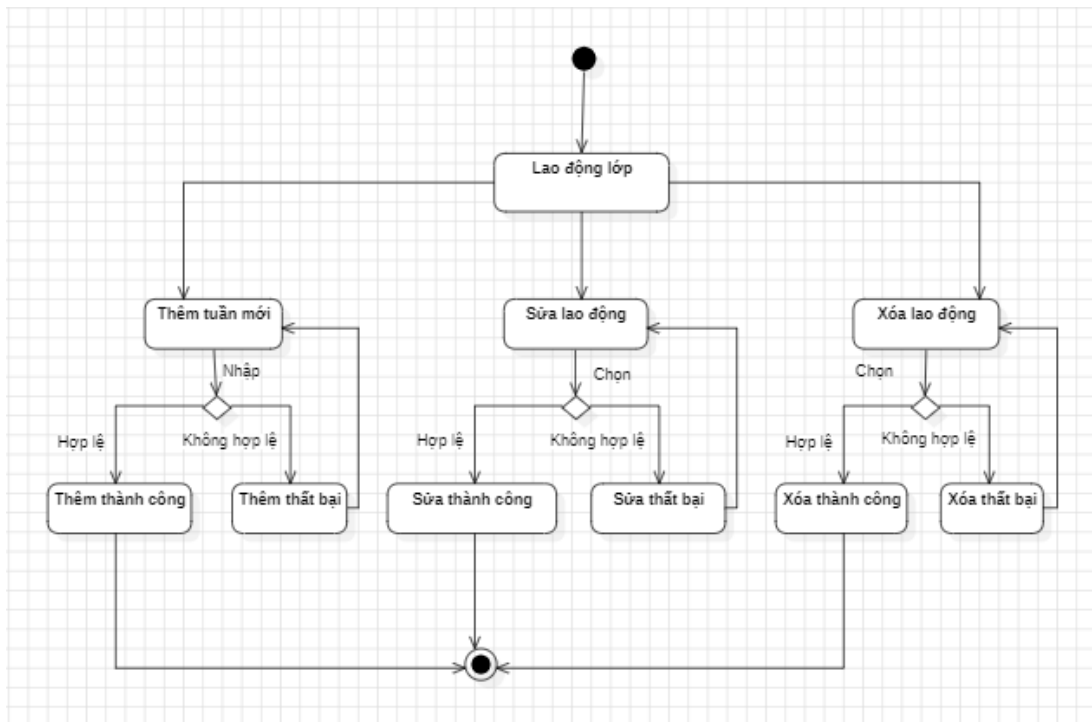 Lao động lớp
Thêm tuần mới
Sửa lao động
Xóa lao động
Nhập
Chọn
Chọn
Hợp lệ
Không hợp lệ
Hợp lệ
Không hợp lệ
Hợp lệ
Không hợp lệ
Thêm thành công
Thêm thất bại
Sửa thành công
Sửa thất bại
Xóa thành công
Xóa thất bại